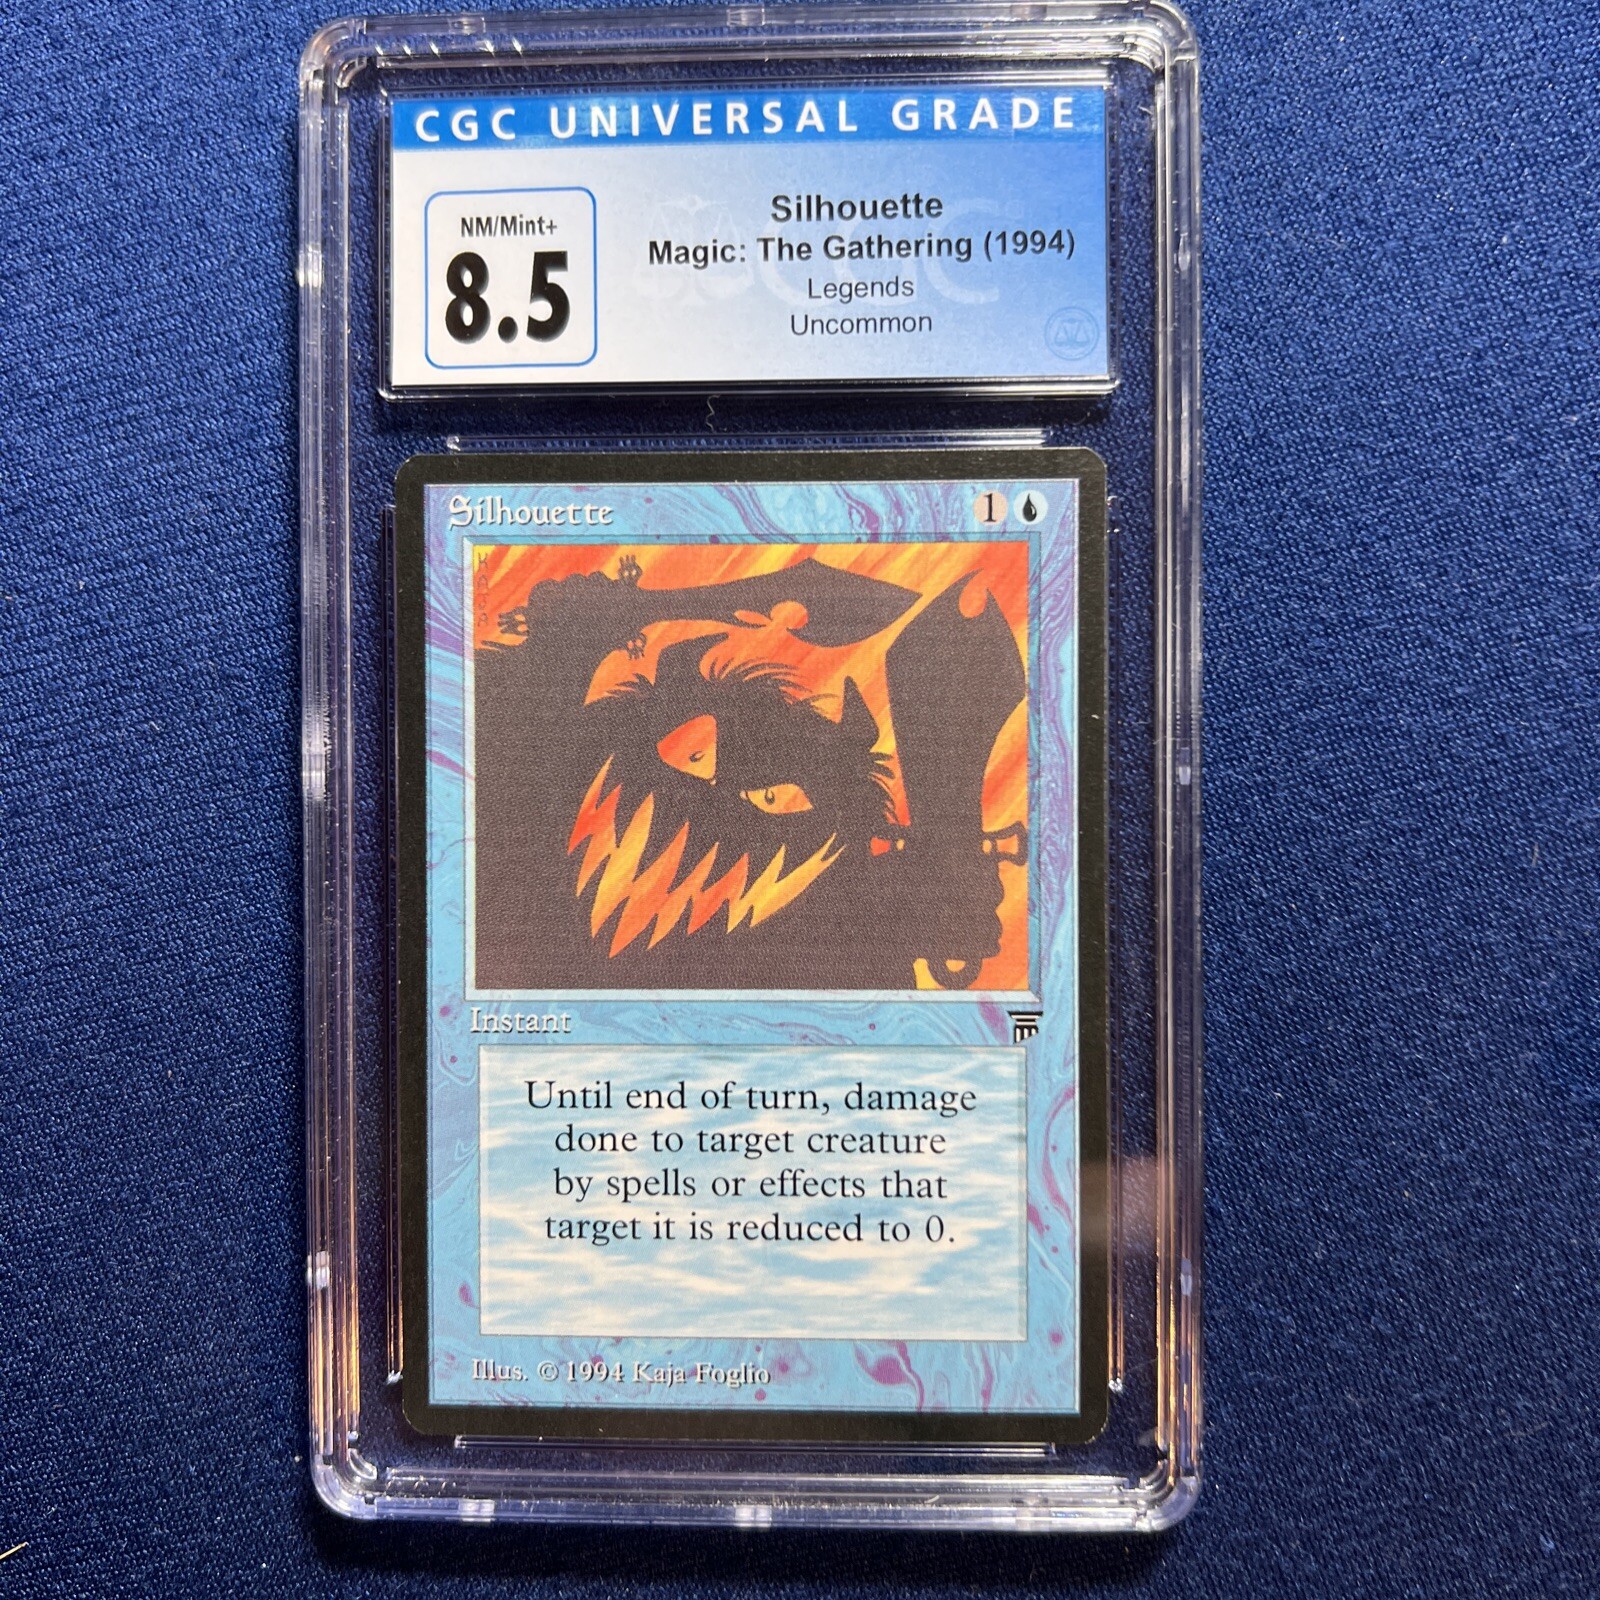 CGC UNIVERSAL GRADE
NM/Mint+
8.5
Silhouette
Magic: The Gathering (1994)
Legends
Uncommon
Silhouette
1
KAJA
Instant
Until end of turn, damage
done to target creature
by spells or effects that
target it is reduced to 0.
Illus. © 1994 Kaja Foglio